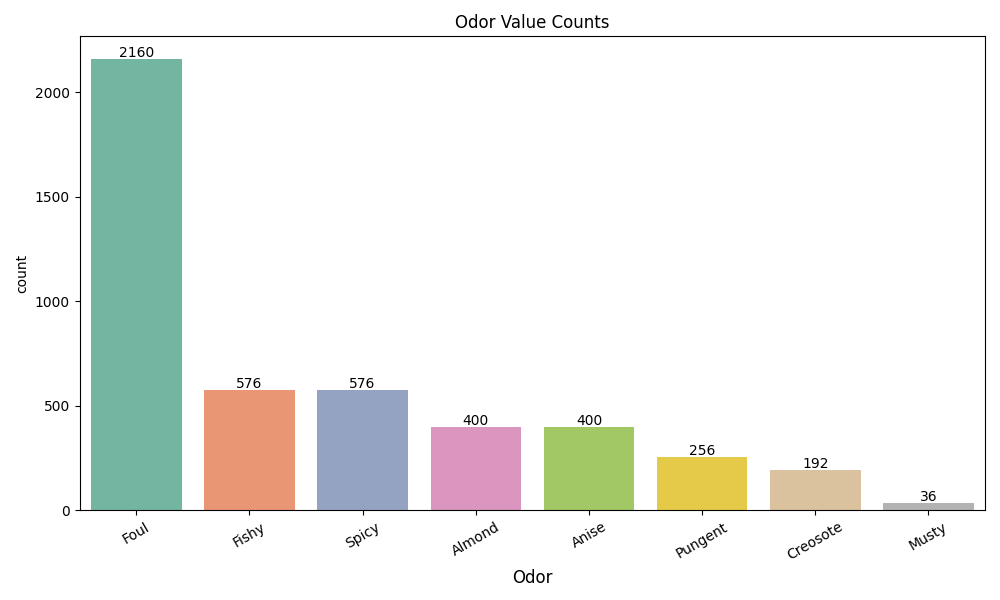 Odor Value Counts
2160
576
576
400
400
256
192
36
2000
1500
1000
500
0
count
Foul
Fishy
Spicy
Almond
Anise
Pungent
Creosote
Musty
Odor